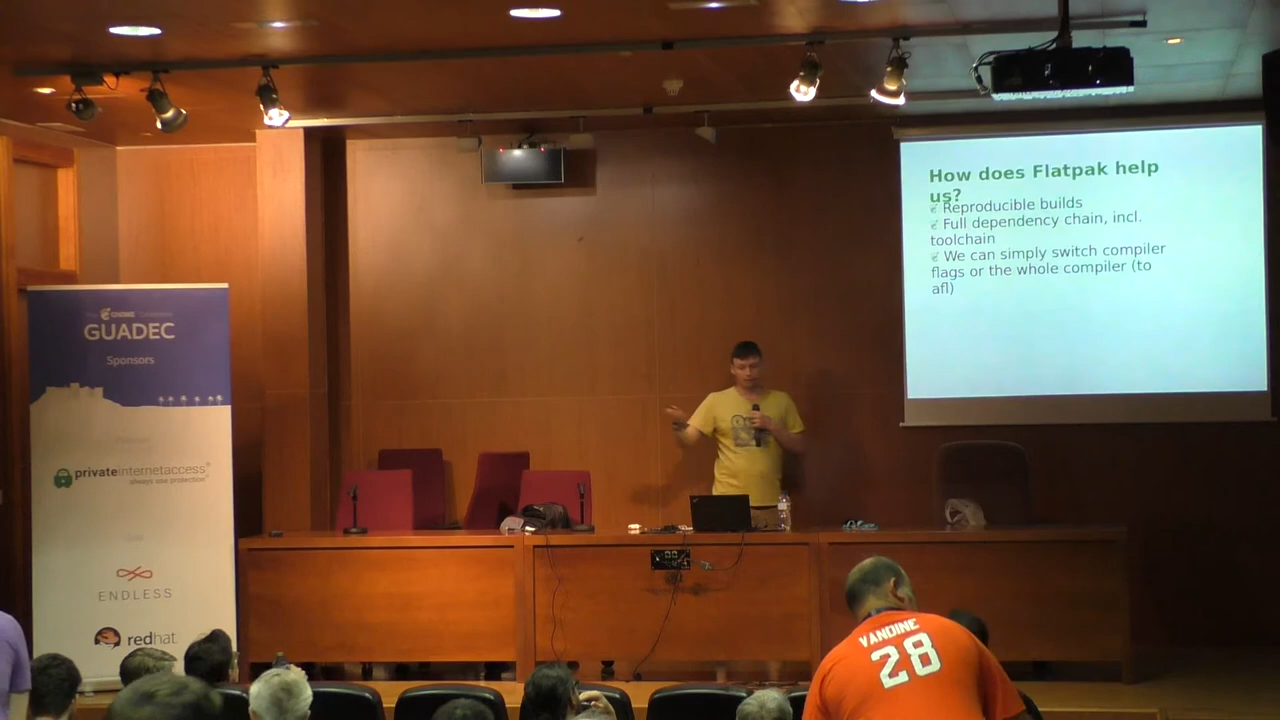 How does Flatpak help
us?
Reproducible builds
Full dependency chain, incl.
toolchain
We can simply switch compiler
flags or the whole compiler (to
afl)
GNOME
GUADEC
Sponsors
privateinternetaccess
always use protection
ENDLESS
redhat
VANDINE
28